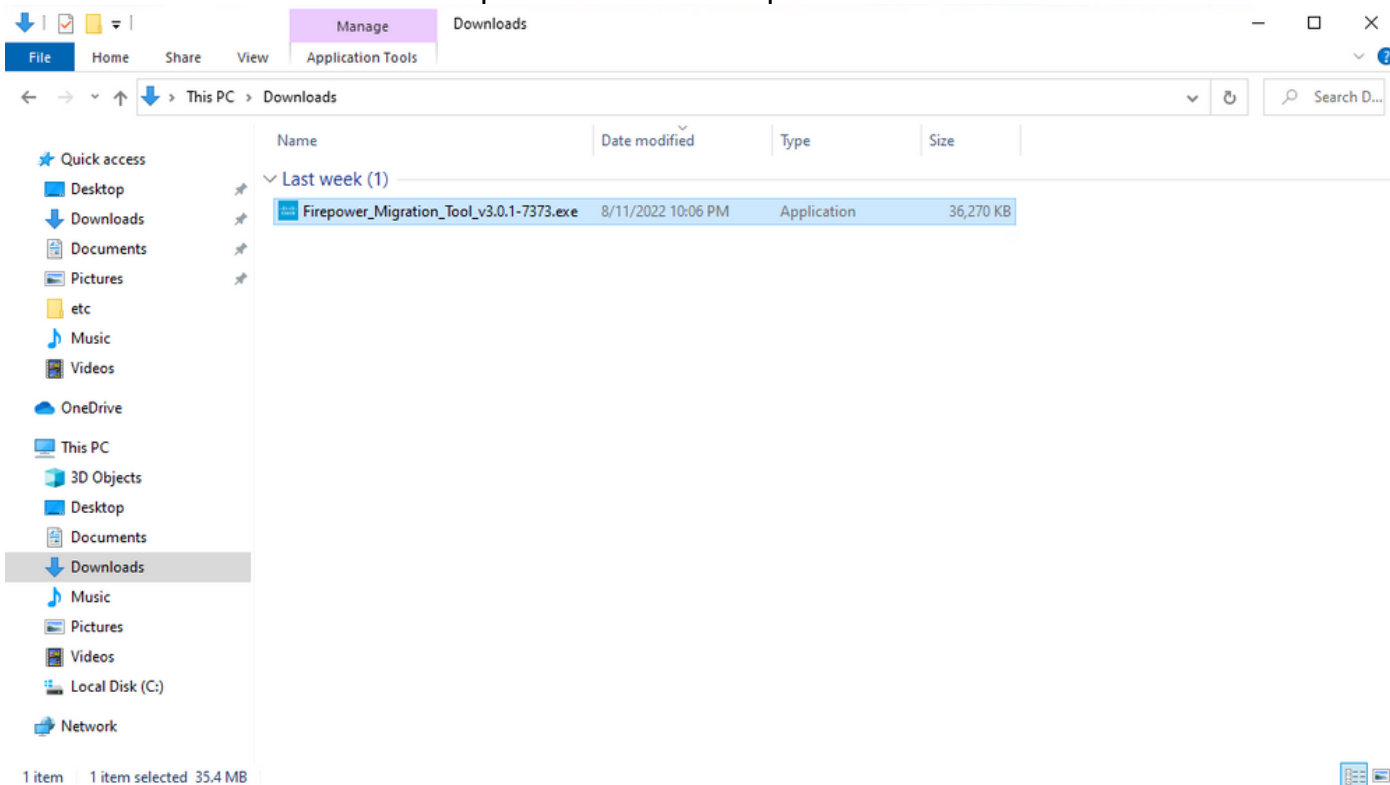 Manage
Downloads
File
Home
Share
View
Application Tools
This PC
Downloads
Search D...
Name
Date modified
Type
Size
Quick access
Desktop
Downloads
Documents
Pictures
etc
Music
Videos
OneDrive
This PC
3D Objects
Desktop
Documents
Downloads
Music
Pictures
Videos
Local Disk (C:)
Network
Last week (1)
Firepower_Migration_Tool_v3.0.1-7373.exe 8/11/2022 10:06 PM Application 36,270 KB
1 item 1 item selected 35.4 MB